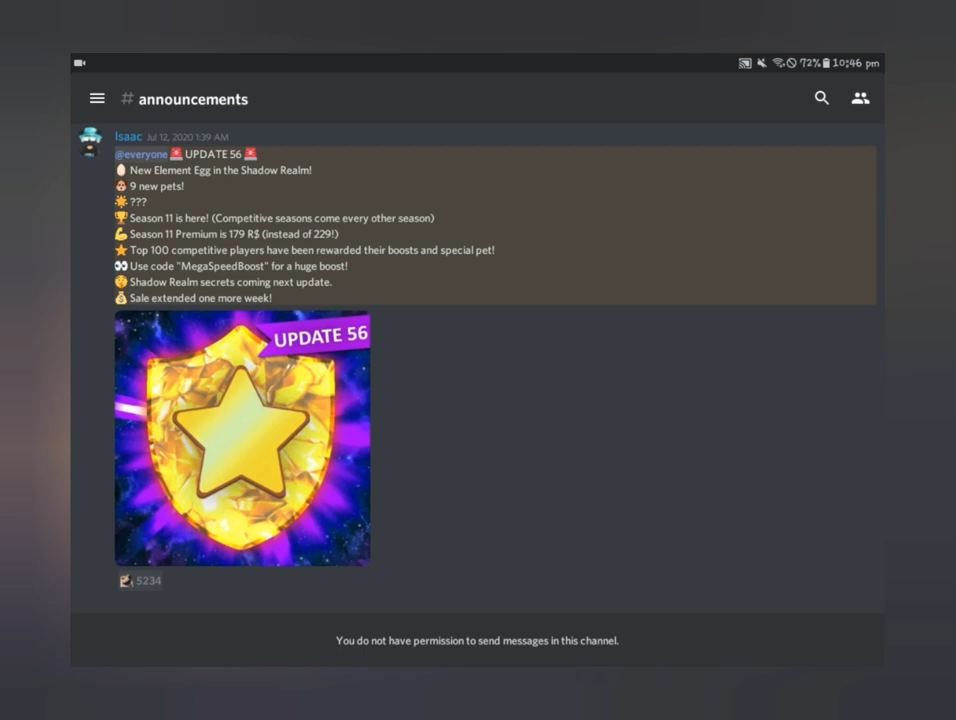 72% 10:46 pm
# announcements
Isaac Jul 12, 2020 1:39 AM
@everyone 🚨 UPDATE 56 🚨
🥚 New Element Egg in the Shadow Realm!
🐶 9 new pets!
🌟 ???
🏆 Season 11 is here! (Competitive seasons come every other season)
💪 Season 11 Premium is 179 R$ (instead of 229!)
⭐ Top 100 competitive players have been rewarded their boosts and special pet!
👀 Use code "MegaSpeedBoost" for a huge boost!
🤫 Shadow Realm secrets coming next update.
💰 Sale extended one more week!
UPDATE 56
5234
You do not have permission to send messages in this channel.